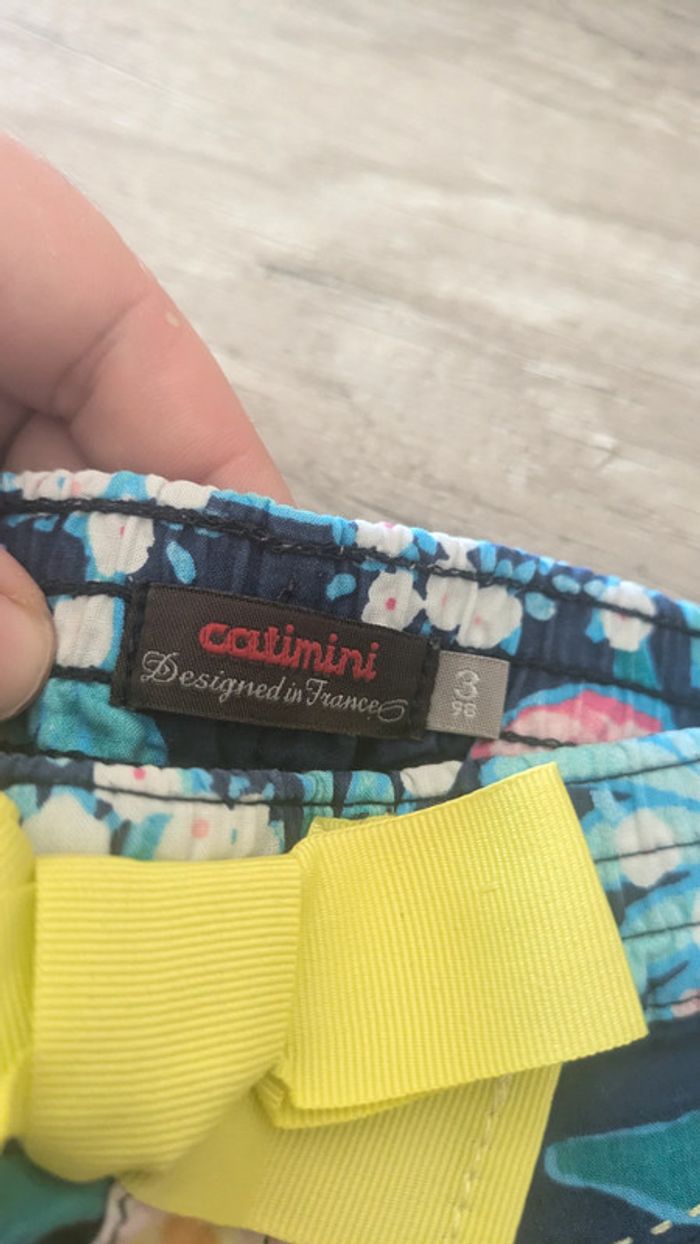 catimini
Designed in France
3
98